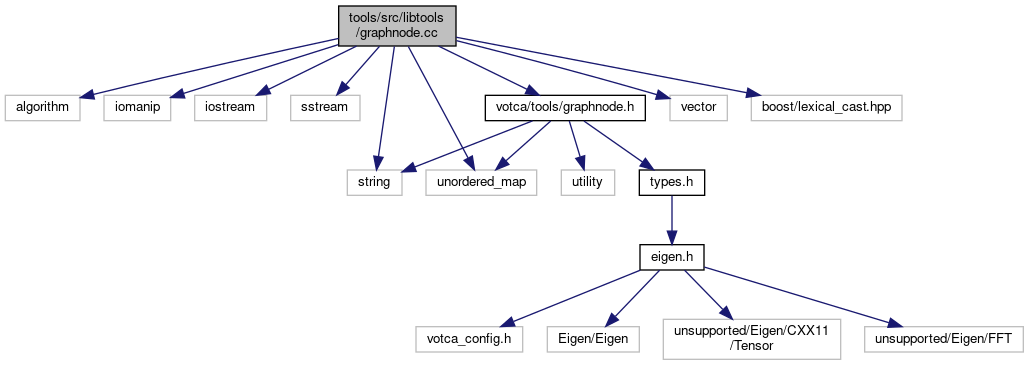 tools/src/libtools
/graphnode.cc
algorithm
iomanip
iostream
sstream
votca/tools/graphnode.h
vector
boost/lexical_cast.hpp
string
unordered_map
utility
types.h
eigen.h
votca_config.h
Eigen/Eigen
unsupported/Eigen/CXX11
/Tensor
unsupported/Eigen/FFT